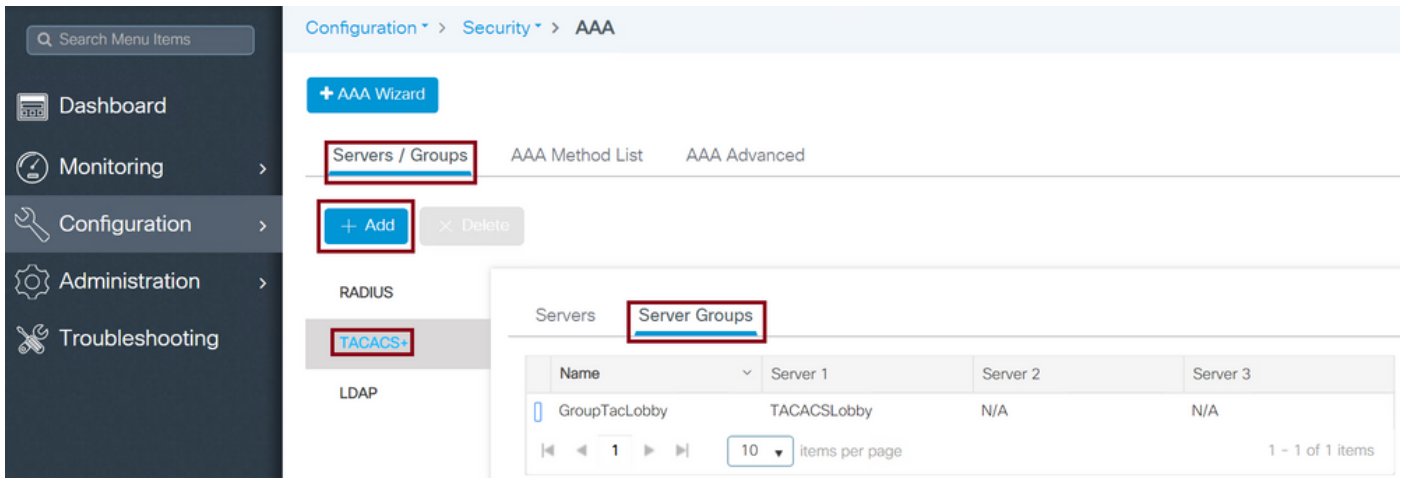 Search Menu Items
Dashboard
Monitoring
Configuration
Administration
Troubleshooting
Configuration > Security > AAA
+ AAA Wizard
Servers / Groups AAA Method List AAA Advanced
+ Add × Delete
RADIUS
TACACS+
LDAP
Servers Server Groups
Name Server 1 Server 2 Server 3
GroupTacLobby TACACSLobby N/A N/A
1 10 items per page 1 - 1 of 1 items